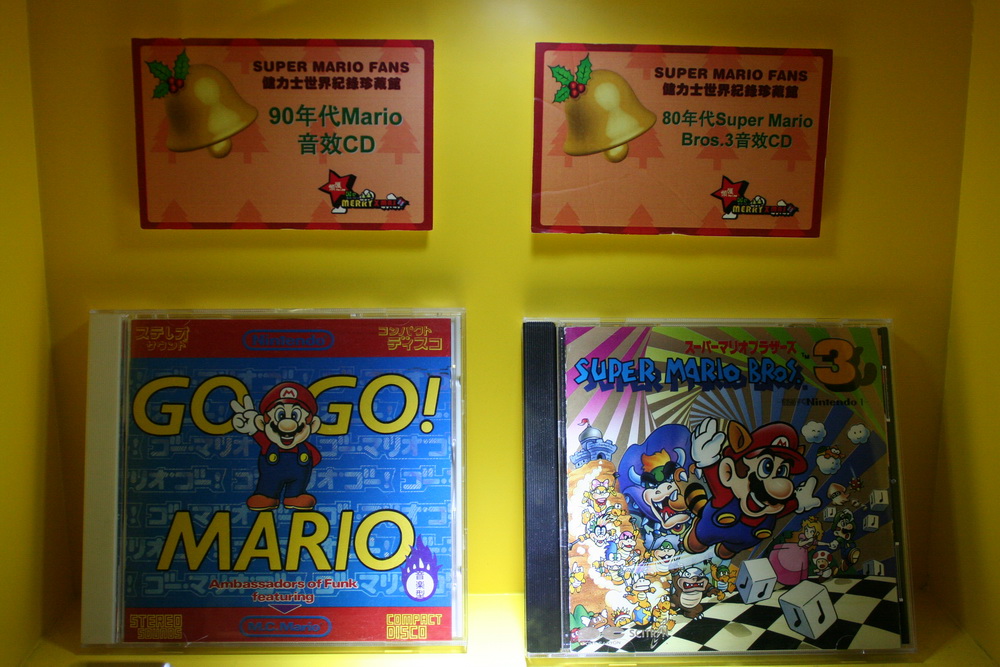 SUPER MARIO FANS
健力士世界紀錄珍藏館
90年代Mario
音效CD
MERRY
SUPER MARIO FANS
健力士世界紀錄珍藏館
80年代Super Mario
Bros.3音效CD
MERRY
ステレオ
サウンド
Nintendo
コンパクト
ディスコ
GO GO!
MARIO
Ambassadors of Funk
featuring
M.C.Mario
STEREO
COMPACT
DISCO
音楽
スーパーマリオブラザーズ
SUPER MARIO BROS. 3
Nintendo